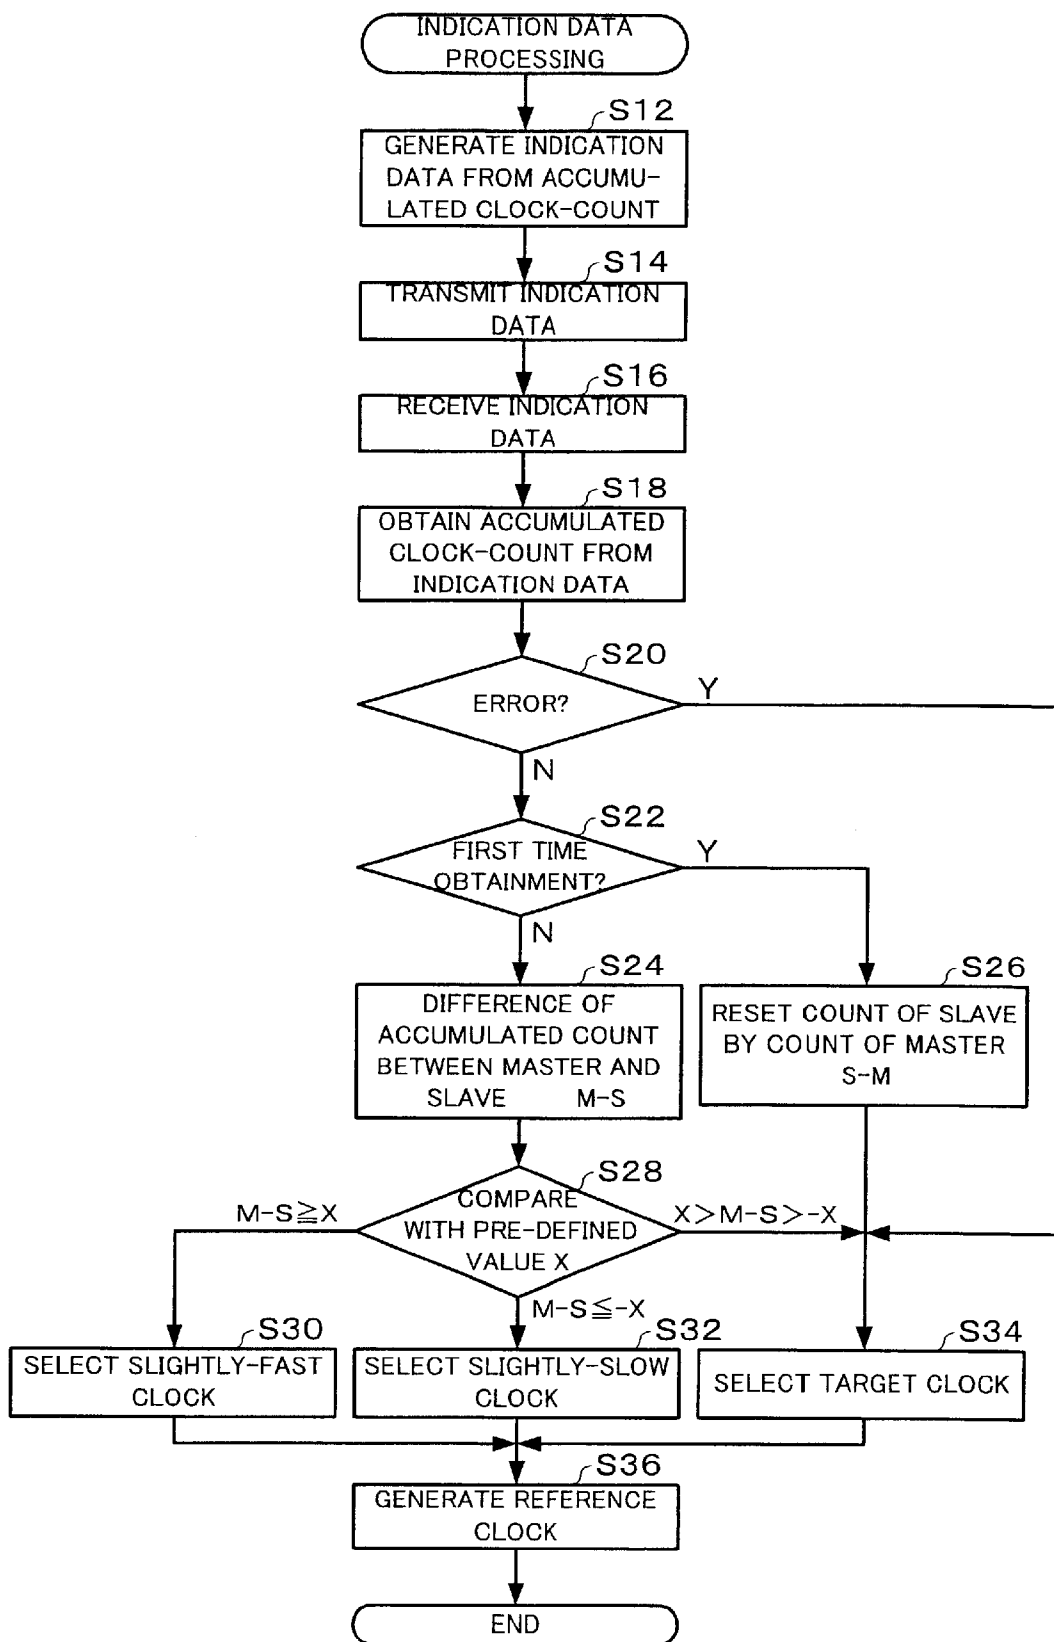 INDICATION DATA
PROCESSING
S12
GENERATE INDICATION
DATA FROM ACCUMU-
LATED CLOCK-COUNT
S14
TRANSMIT INDICATION
DATA
S16
RECEIVE INDICATION
DATA
S18
OBTAIN ACCUMULATED
CLOCK-COUNT FROM
INDICATION DATA
S20
ERROR?
Y
N
S22
FIRST TIME
OBTAINMENT?
Y
N
S24
DIFFERENCE OF
ACCUMULATED COUNT
BETWEEN MASTER AND
SLAVE M-S
S26
RESET COUNT OF SLAVE
BY COUNT OF MASTER
S-M
S28
COMPARE
WITH PRE-DEFINED
VALUE X
M-S≧X
X>M-S>-X
M-S≦-X
S30
SELECT SLIGHTLY-FAST
CLOCK
S32
SELECT SLIGHTLY-SLOW
CLOCK
S34
SELECT TARGET CLOCK
S36
GENERATE REFERENCE
CLOCK
END